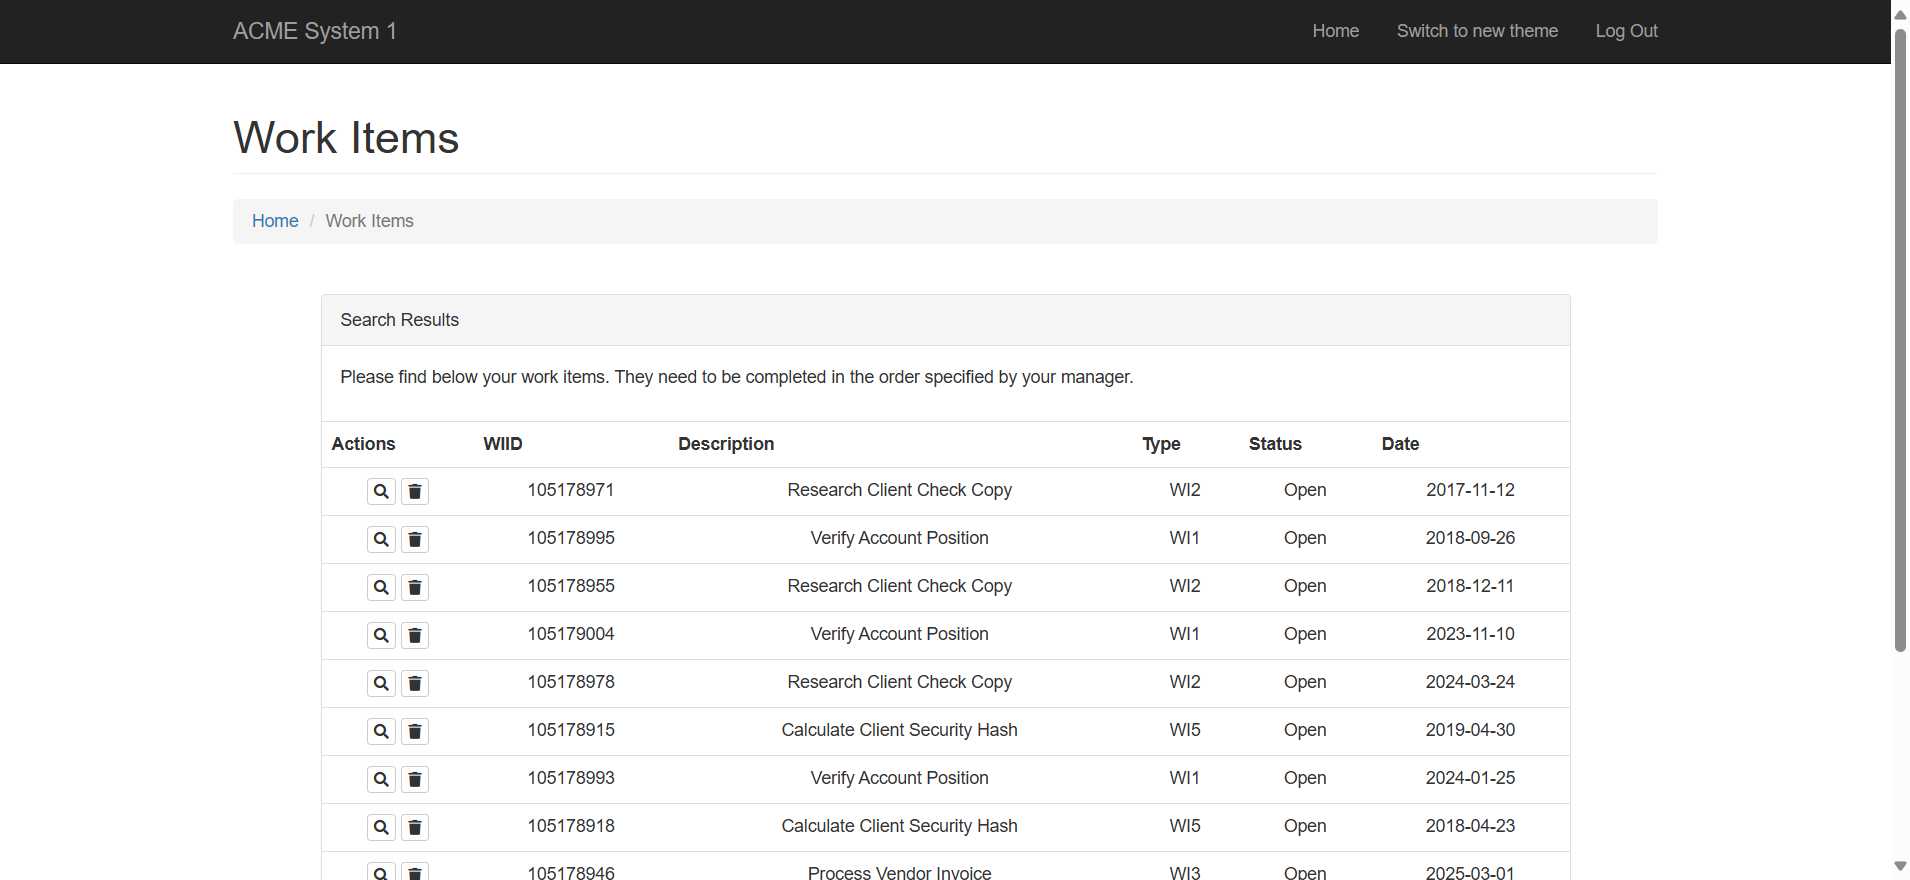 ACME System 1 Home Switch to new theme Log Out
Work Items
Home / Work Items
Search Results
Please find below your work items. They need to be completed in the order specified by your manager.
Actions WIID Description Type Status Date
105178971 Research Client Check Copy WI2 Open 2017-11-12
105178995 Verify Account Position WI1 Open 2018-09-26
105178955 Research Client Check Copy WI2 Open 2018-12-11
105179004 Verify Account Position WI1 Open 2023-11-10
105178978 Research Client Check Copy WI2 Open 2024-03-24
105178915 Calculate Client Security Hash WI5 Open 2019-04-30
105178993 Verify Account Position WI1 Open 2024-01-25
105178918 Calculate Client Security Hash WI5 Open 2018-04-23
105178946 Process Vendor Invoice WI3 Open 2025-03-01